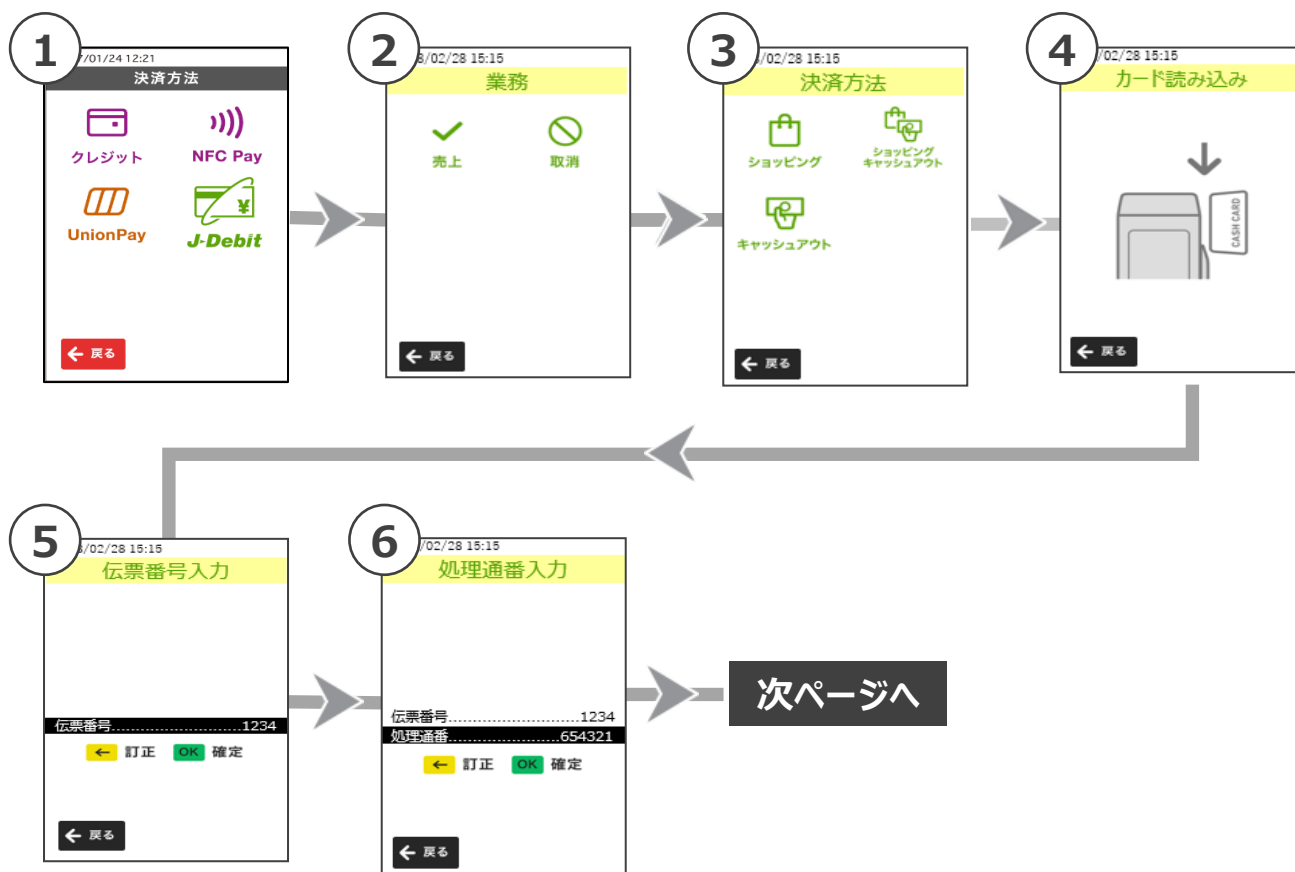 1
7/01/24 12:21
決済方法
クレジット
NFC Pay
UnionPay
¥
J-Debit
← 戻る
2
/02/28 15:15
業務
売上
取消
← 戻る
3
/02/28 15:15
決済方法
ショッピング
ショッピング
キャッシュアウト
キャッシュアウト
← 戻る
4
/02/28 15:15
カード読み込み
CASH CARD
← 戻る
5
/02/28 15:15
伝票番号入力
伝票番号..............................1234
← 訂正 OK 確定
← 戻る
6
/02/28 15:15
処理通番入力
伝票番号..............................1234
処理通番.........................654321
← 訂正 OK 確定
← 戻る
次ページへ